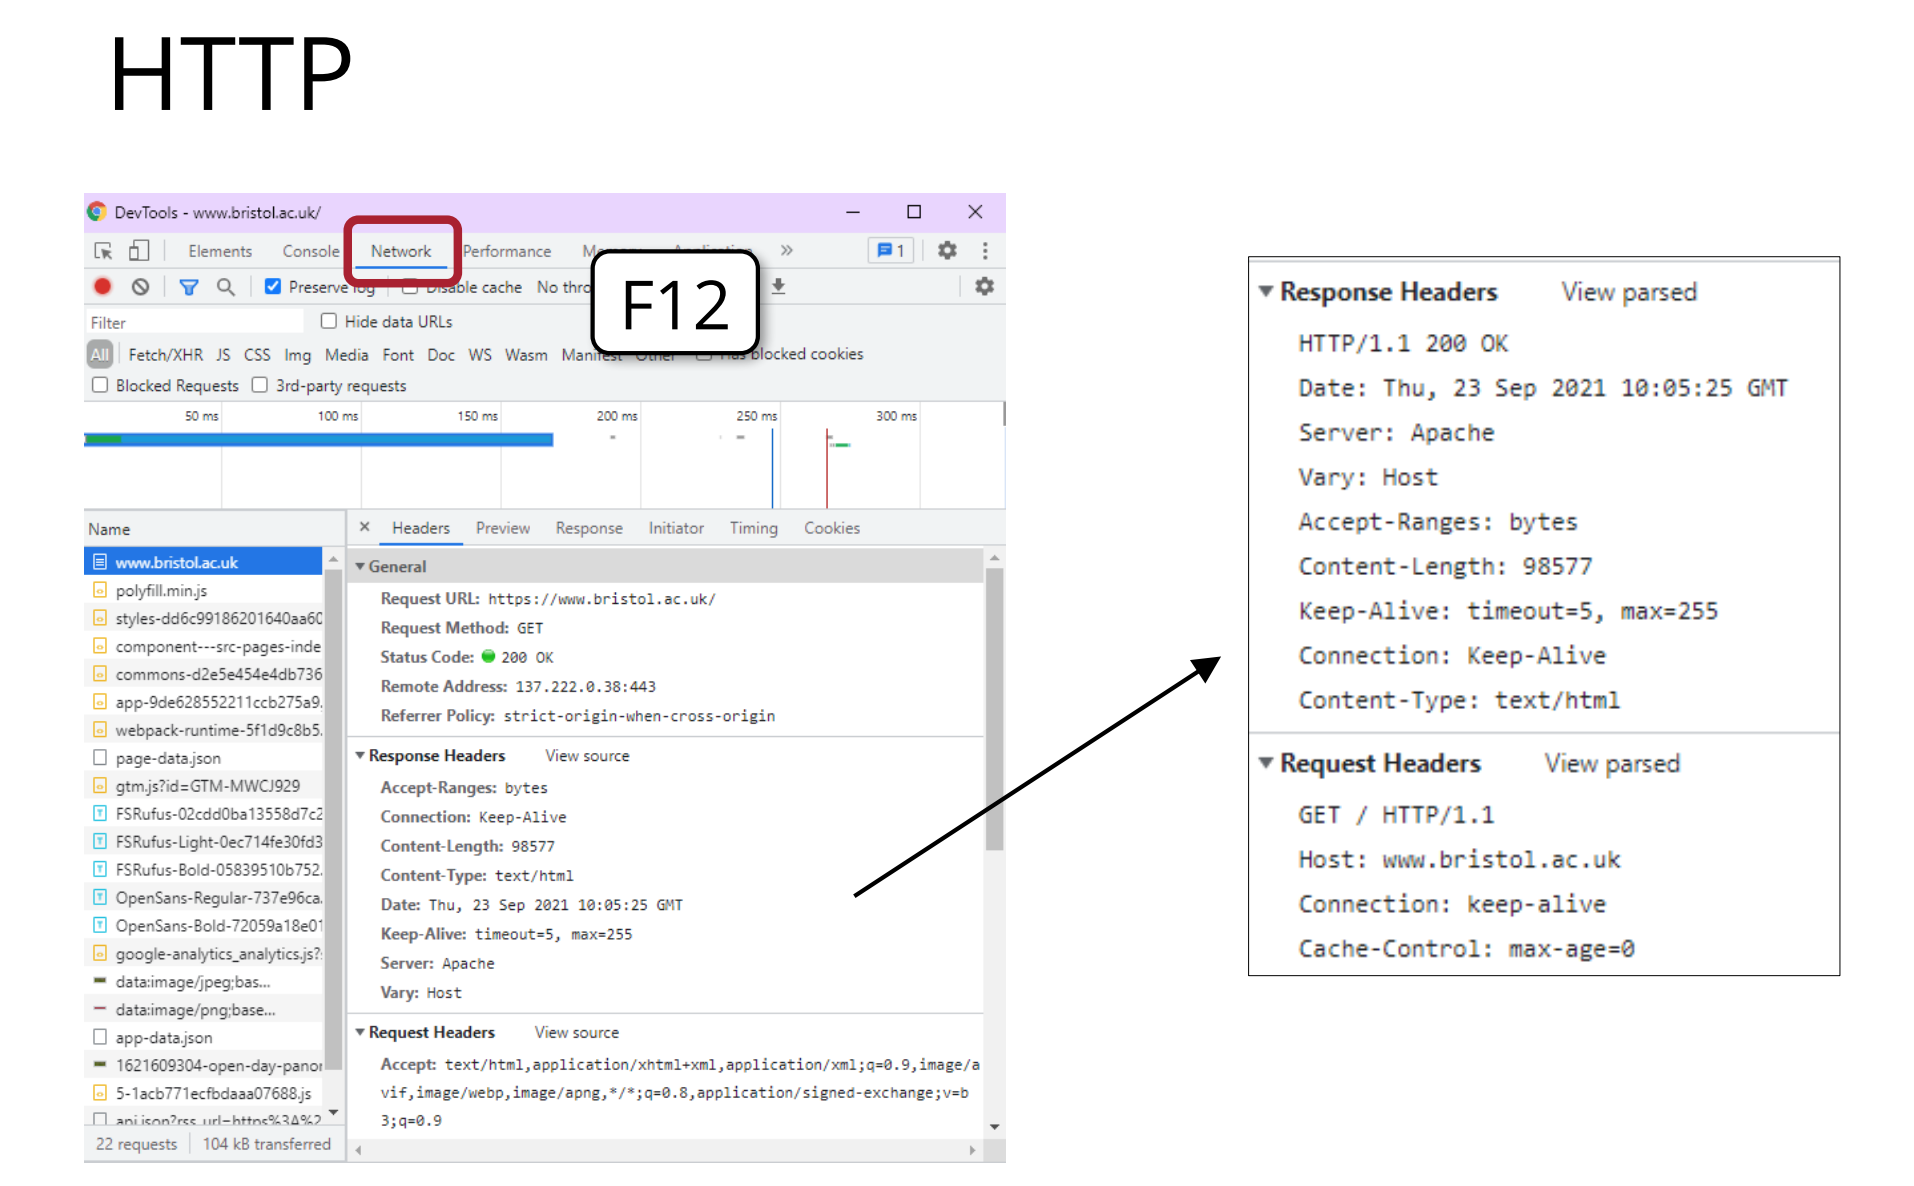 HTTP
DevTools - www.bristol.ac.uk/
Elements Console Network Performance
1
F12
Preserve log Disable cache No thro
Filter Hide data URLs
All Fetch/XHR JS CSS Img Media Font Doc WS Wasm Manifest Other Has blocked cookies
Blocked Requests 3rd-party requests
50 ms 100 ms 150 ms 200 ms 250 ms 300 ms
Name
www.bristol.ac.uk
polyfill.min.js
styles-dd6c99186201640aa60
component---src-pages-inde
commons-d2e5e454e4db736
app-9de628552211ccb275a9.
webpack-runtime-5f1d9c8b5.
page-data.json
gtm.js?id=GTM-MWCJ929
FSRufus-02cdd0ba13558d7c2
FSRufus-Light-0ec714fe30fd3
FSRufus-Bold-05839510b752.
OpenSans-Regular-737e96ca.
OpenSans-Bold-72059a18e01
google-analytics_analytics.js?
data:image/jpeg;bas...
data:image/png;base...
app-data.json
1621609304-open-day-panor
5-1acb771ecfbdaaa07688.js
api.json?rss_url=https%3A%2
22 requests 104 kB transferred
Headers Preview Response Initiator Timing Cookies
General
Request URL: https://www.bristol.ac.uk/
Request Method: GET
Status Code: 200 OK
Remote Address: 137.222.0.38:443
Referrer Policy: strict-origin-when-cross-origin
Response Headers View source
Accept-Ranges: bytes
Connection: Keep-Alive
Content-Length: 98577
Content-Type: text/html
Date: Thu, 23 Sep 2021 10:05:25 GMT
Keep-Alive: timeout=5, max=255
Server: Apache
Vary: Host
Request Headers View source
Accept: text/html,application/xhtml+xml,application/xml;q=0.9,image/a
vif,image/webp,image/apng,*/*;q=0.8,application/signed-exchange;v=b
3;q=0.9
Response Headers View parsed
HTTP/1.1 200 OK
Date: Thu, 23 Sep 2021 10:05:25 GMT
Server: Apache
Vary: Host
Accept-Ranges: bytes
Content-Length: 98577
Keep-Alive: timeout=5, max=255
Connection: Keep-Alive
Content-Type: text/html
Request Headers View parsed
GET / HTTP/1.1
Host: www.bristol.ac.uk
Connection: keep-alive
Cache-Control: max-age=0